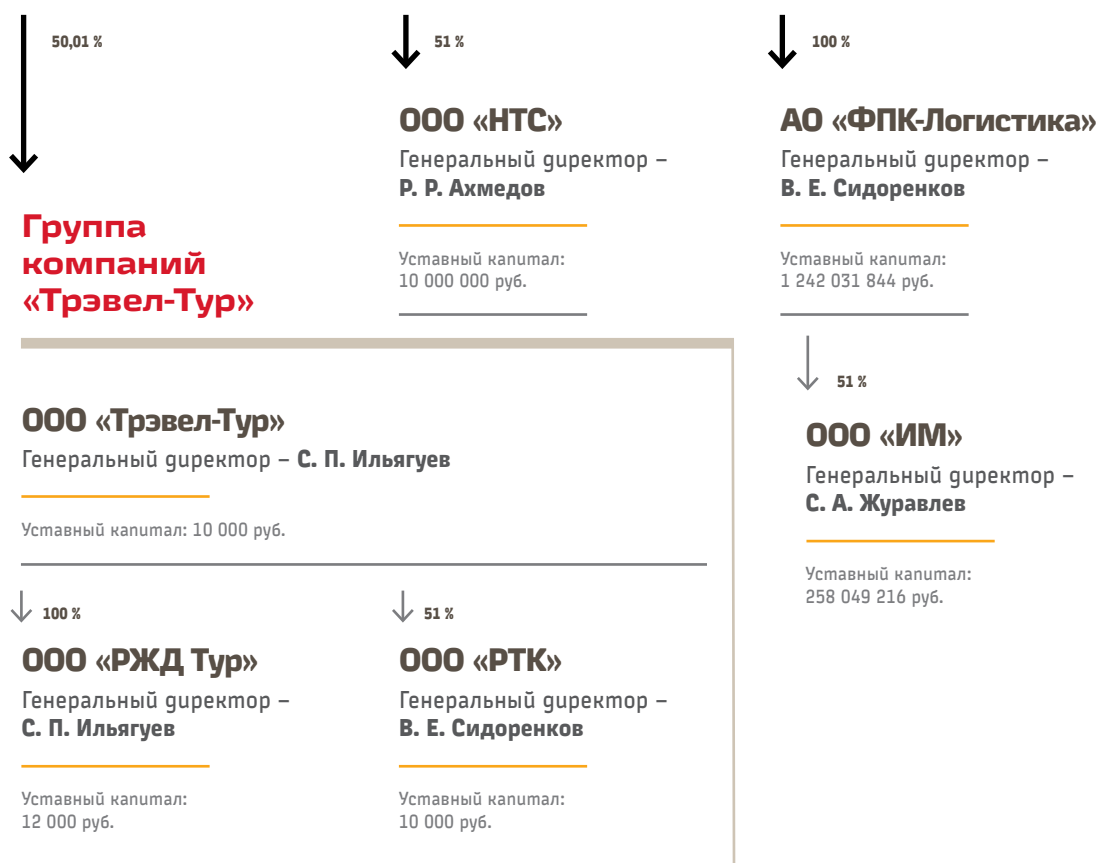 50,01 %
51 %
100 %
ООО «НТС»
Генеральный директор –
Р. Р. Ахмедов
Уставный капитал:
10 000 000 руб.
АО «ФПК-Логистика»
Генеральный директор –
В. Е. Сидоренков
Уставный капитал:
1 242 031 844 руб.
Группа
компаний
«Трэвел-Тур»
51 %
ООО «ИМ»
Генеральный директор –
С. А. Журавлев
Уставный капитал:
258 049 216 руб.
ООО «Трэвел-Тур»
Генеральный директор – С. П. Ильягуев
Уставный капитал: 10 000 руб.
100 %
ООО «РЖД Тур»
Генеральный директор –
С. П. Ильягуев
Уставный капитал:
12 000 руб.
51 %
ООО «РТК»
Генеральный директор –
В. Е. Сидоренков
Уставный капитал:
10 000 руб.